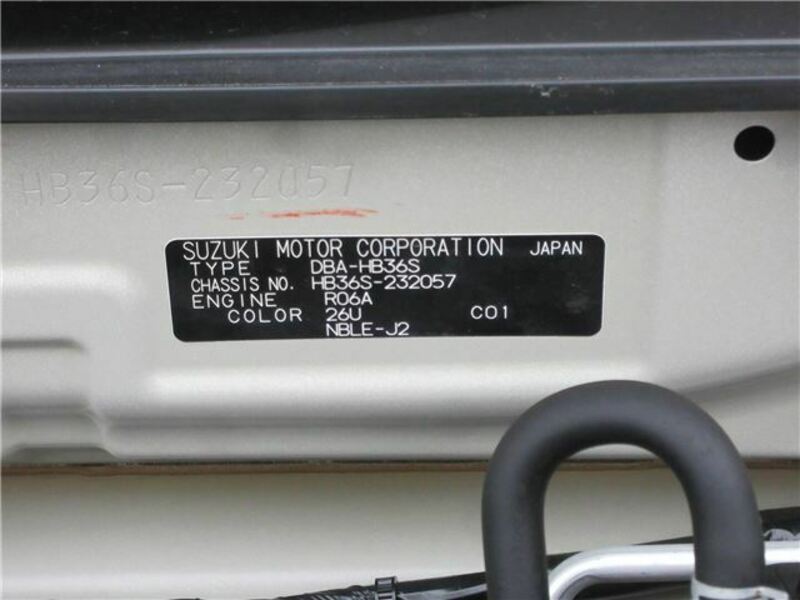 HB36S-232057
SUZUKI MOTOR CORPORATION JAPAN
TYPE DBA-HB36S
CHASSIS NO. HB36S-232057
ENGINE R06A
COLOR 26U C01
NBLE-J2